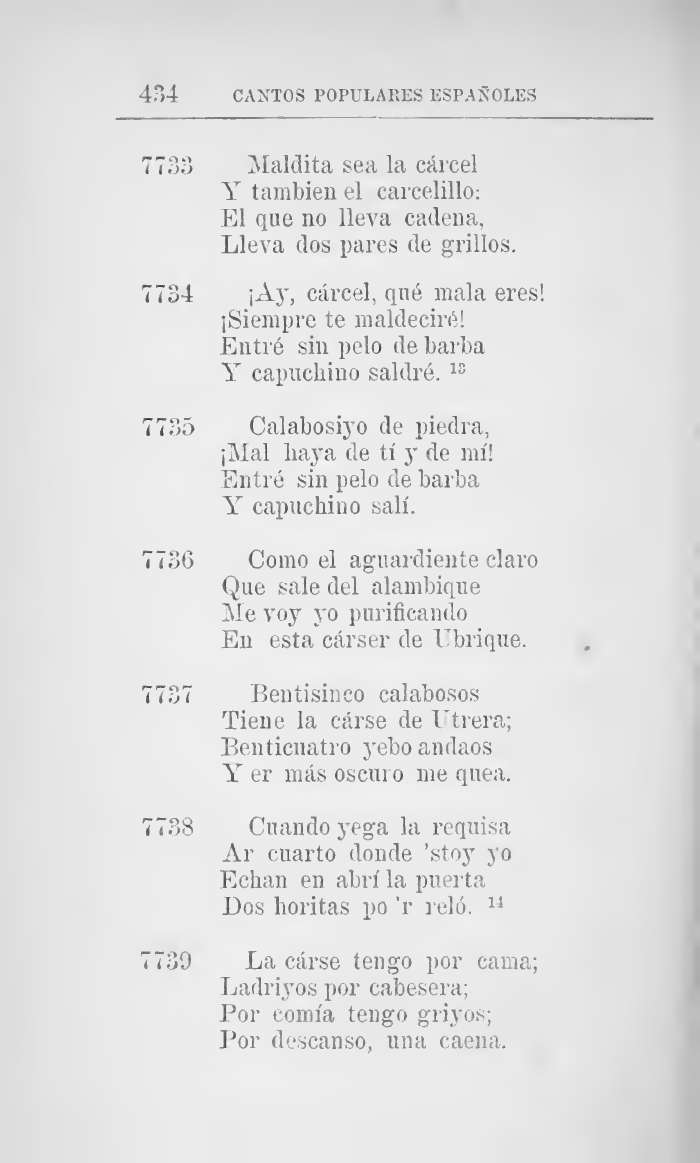 434 CANTOS POPULARES ESPAÑOLES
7733 Maldita sea la cárcel
Y tambien el carcelillo:
El que no lleva cadena,
Lleva dos pares de grillos.
7734 ¡Ay, cárcel, qué mala eres!
¡Siempre te maldeciré!
Entré sin pelo de barba
Y capuchino saldré. 13
7735 Calabosiyo de piedra,
¡Mal haya de tí y de mí!
Entré sin pelo de barba
Y capuchino salí.
7736 Como el aguardiente claro
Que sale del alambique
Me voy yo purificando
En esta cárser de Ubrique.
7737 Bentisinco calabosos
Tiene la cárse de Utrera;
Benticuatro yebo andaos
Y er más oscuro me quea.
7738 Cuando yega la requisa
Ar cuarto donde 'stoy yo
Echan en abrí la puerta
Dos horitas po 'r reló. 14
7739 La cárse tengo por cama;
Ladriyos por cabesera;
Por comía tengo griyos;
Por descanso, una caena.